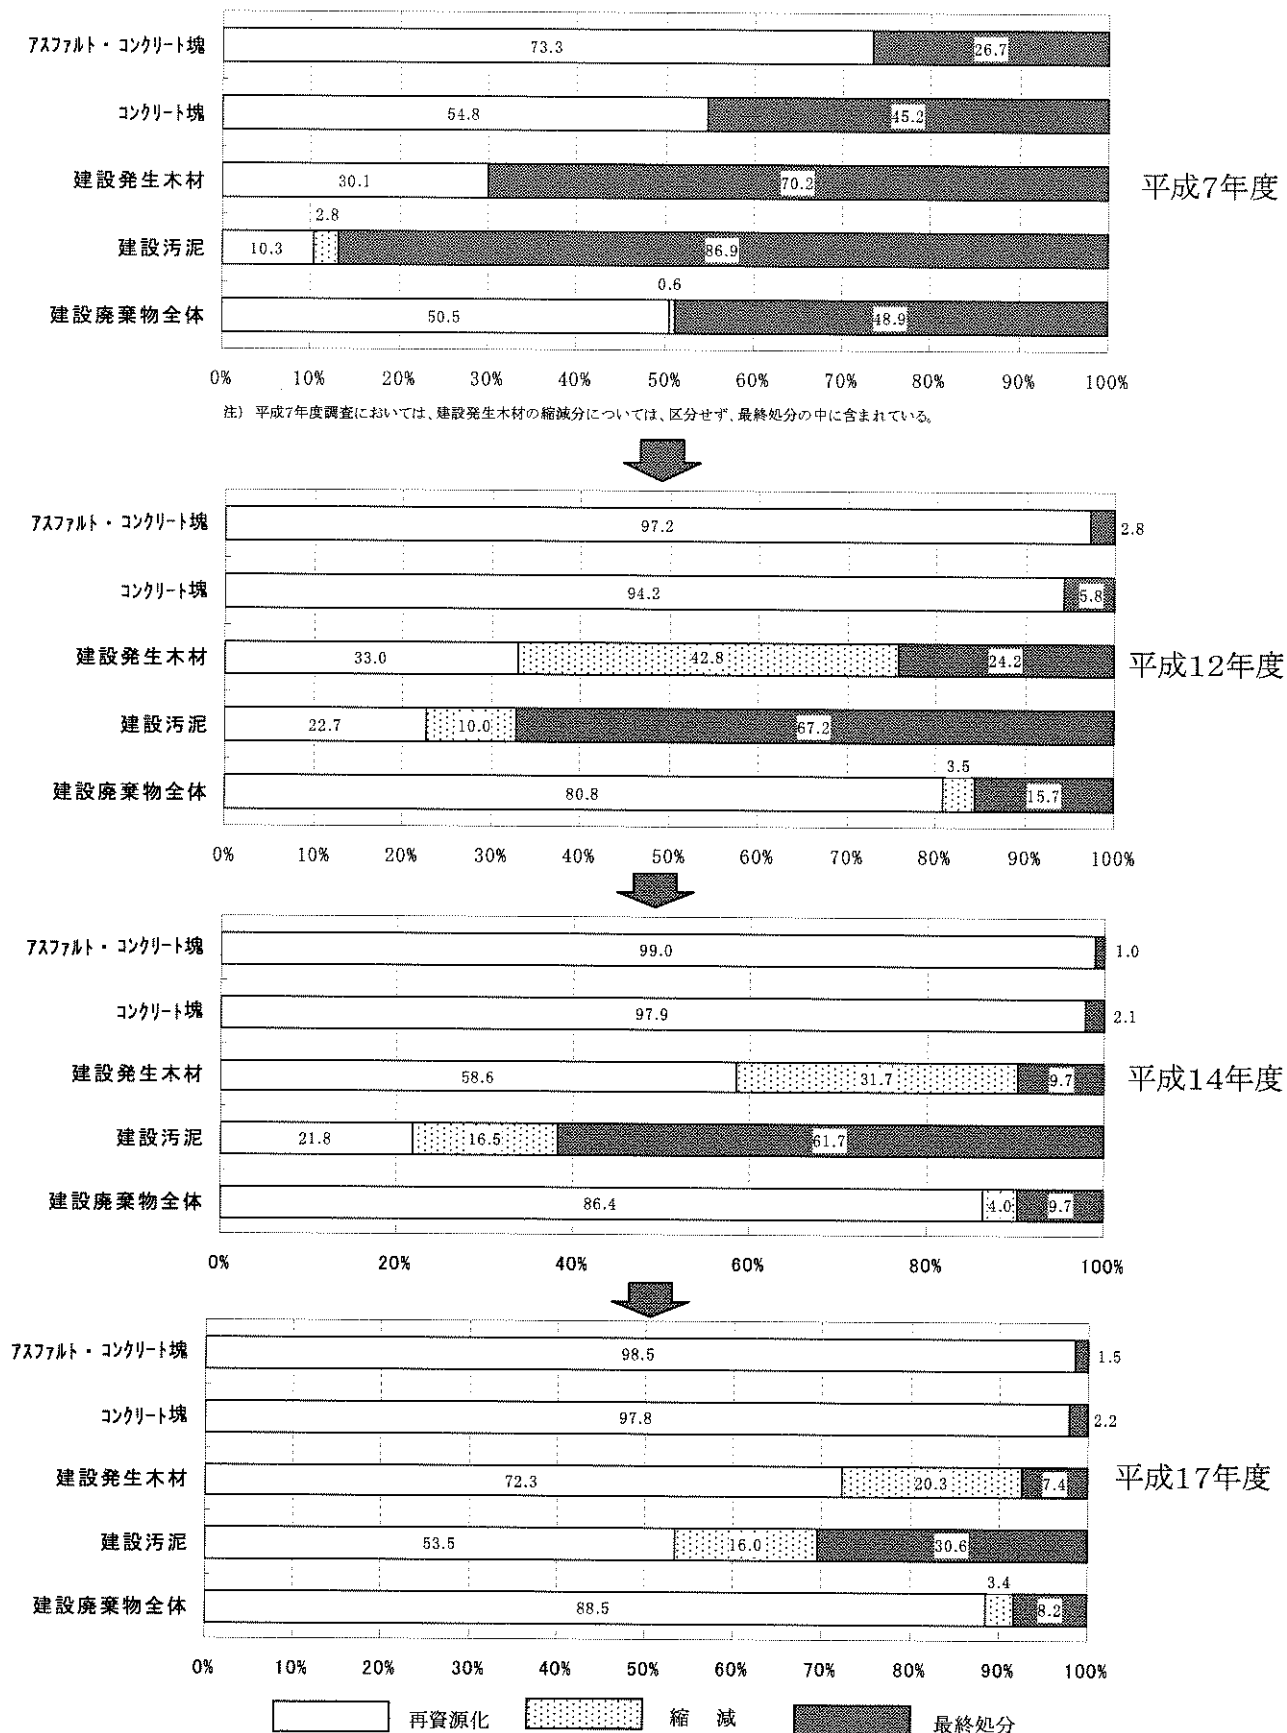 アスファルト・コンクリート塊 73.3 26.7
コンクリート塊 54.8 45.2
建設発生木材 30.1 70.2 平成7年度
2.8
建設汚泥 10.3 86.9
0.6
建設廃棄物全体 50.5 48.9
0% 10% 20% 30% 40% 50% 60% 70% 80% 90% 100%
注) 平成7年度調査においては、建設発生木材の縮減分については、区分せず、最終処分の中に含まれている。
アスファルト・コンクリート塊 97.2 2.8
コンクリート塊 94.2 5.8
建設発生木材 33.0 42.8 24.2 平成12年度
建設汚泥 22.7 10.0 67.2
3.5
建設廃棄物全体 80.8 15.7
0% 10% 20% 30% 40% 50% 60% 70% 80% 90% 100%
アスファルト・コンクリート塊 99.0 1.0
コンクリート塊 97.9 2.1
建設発生木材 58.6 31.7 9.7 平成14年度
建設汚泥 21.8 16.5 61.7
建設廃棄物全体 86.4 4.0 9.7
0% 20% 40% 60% 80% 100%
アスファルト・コンクリート塊 98.5 1.5
コンクリート塊 97.8 2.2
建設発生木材 72.3 20.3 7.4 平成17年度
建設汚泥 53.5 16.0 30.6
3.4
建設廃棄物全体 88.5 8.2
0% 10% 20% 30% 40% 50% 60% 70% 80% 90% 100%
再資源化 縮 減 最終処分